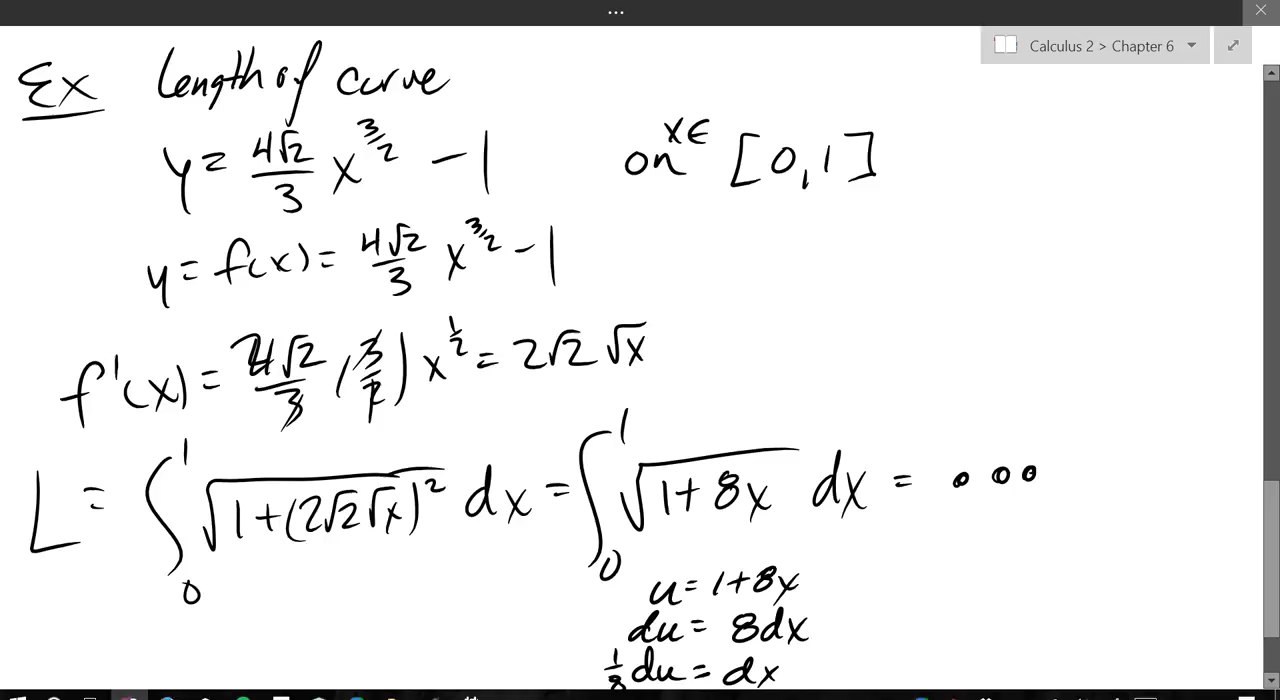 ...
Calculus 2 > Chapter 6
Ex Length of curve
y = 4√2/3 x^(3/2) - 1 on x∈ [0,1]
y = f(x) = 4√2/3 x^(3/2) - 1
f'(x) = 4√2/3 (3/2) x^(1/2) = 2√2 √x
L = ∫₀¹ √(1+(2√2√x)²) dx = ∫₀¹ √(1+8x) dx = ...
u = 1+8x
du = 8dx
1/8 du = dx